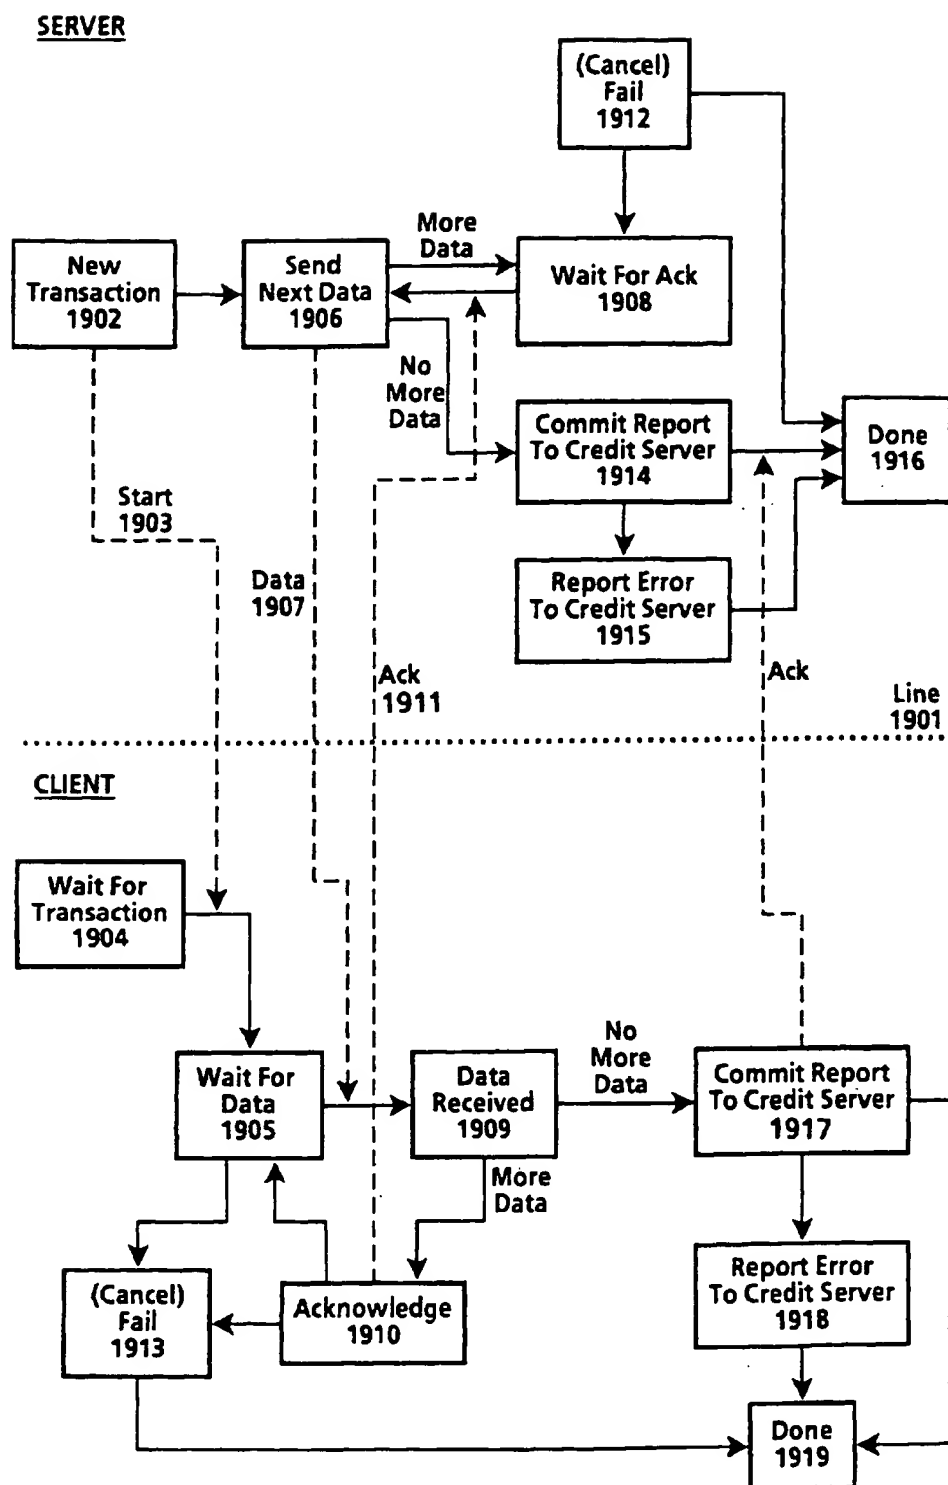 SERVER
(Cancel)
Fail
1912
More
Data
New
Transaction
1902
Send
Next Data
1906
Wait For Ack
1908
No
More
Data
Commit Report
To Credit Server
1914
Done
1916
Start
1903
Data
1907
Report Error
To Credit Server
1915
Ack
1911
Ack
Line
1901
CLIENT
Wait For
Transaction
1904
No
More
Data
Wait For
Data
1905
Data
Received
1909
Commit Report
To Credit Server
1917
More
Data
(Cancel)
Fail
1913
Acknowledge
1910
Report Error
To Credit Server
1918
Done
1919